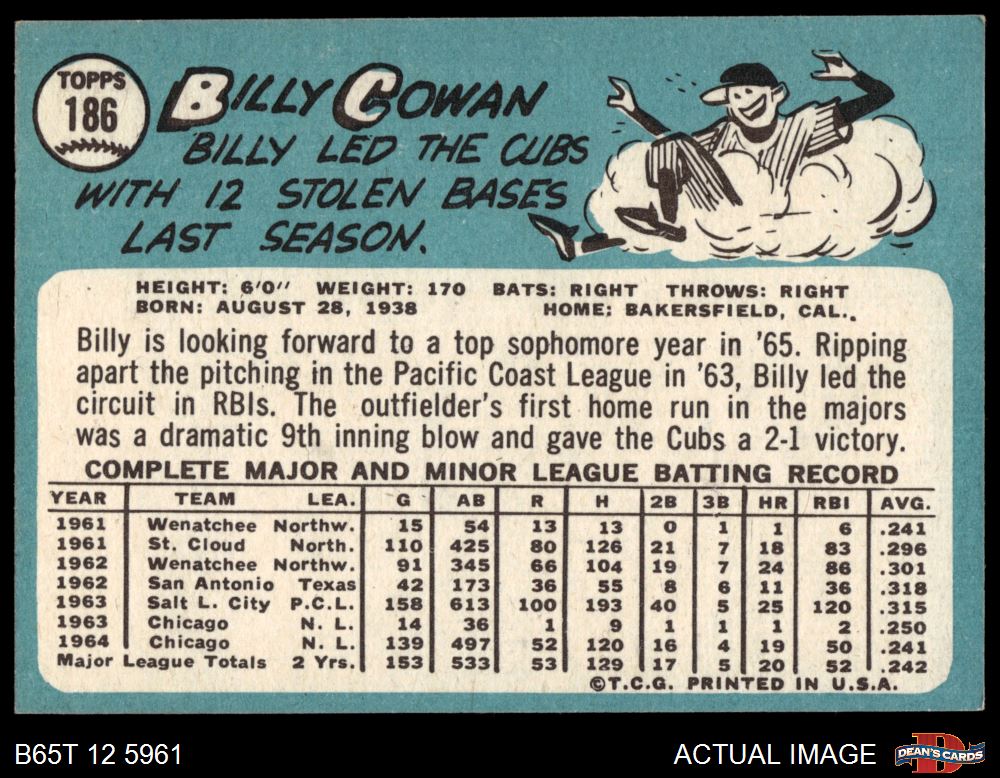 TOPPS
186
BILLY COWAN
BILLY LED THE CUBS
WITH 12 STOLEN BASES
LAST SEASON.
HEIGHT: 6'0" WEIGHT: 170 BATS: RIGHT THROWS: RIGHT
BORN: AUGUST 28, 1938 HOME: BAKERSFIELD, CAL.
Billy is looking forward to a top sophomore year in '65. Ripping
apart the pitching in the Pacific Coast League in '63, Billy led the
circuit in RBIs. The outfielder's first home run in the majors
was a dramatic 9th inning blow and gave the Cubs a 2-1 victory.
COMPLETE MAJOR AND MINOR LEAGUE BATTING RECORD
YEAR TEAM LEA. G AB R H 2B 3B HR RBI AVG.
1961 Wenatchee Northw. 15 54 13 13 0 1 1 6 .241
1961 St. Cloud North. 110 425 80 126 21 7 18 83 .296
1962 Wenatchee Northw. 91 345 66 104 19 7 24 86 .301
1962 San Antonio Texas 42 173 36 55 8 6 11 36 .318
1963 Salt L. City P.C.L. 158 613 100 193 40 5 25 120 .315
1963 Chicago N. L. 14 36 1 9 1 1 1 2 .250
1964 Chicago N. L. 139 497 52 120 16 4 19 50 .241
Major League Totals 2 Yrs. 153 533 53 129 17 5 20 52 .242
©T.C.G. PRINTED IN U.S.A.
B65T 12 5961 ACTUAL IMAGE DEAN'S CARDS